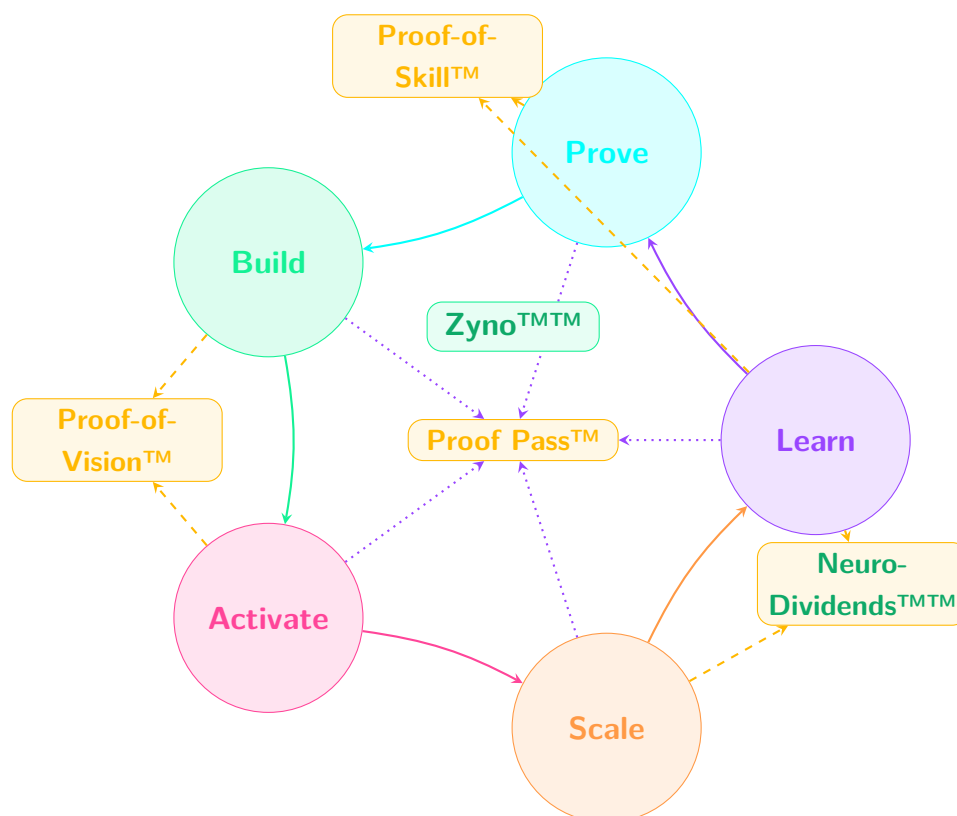 Proof-of-
Skill™
Prove
Build
Zyno™™
Proof-of-
Vision™
Proof Pass™
Learn
Neuro-
Dividends™™
Activate
Scale